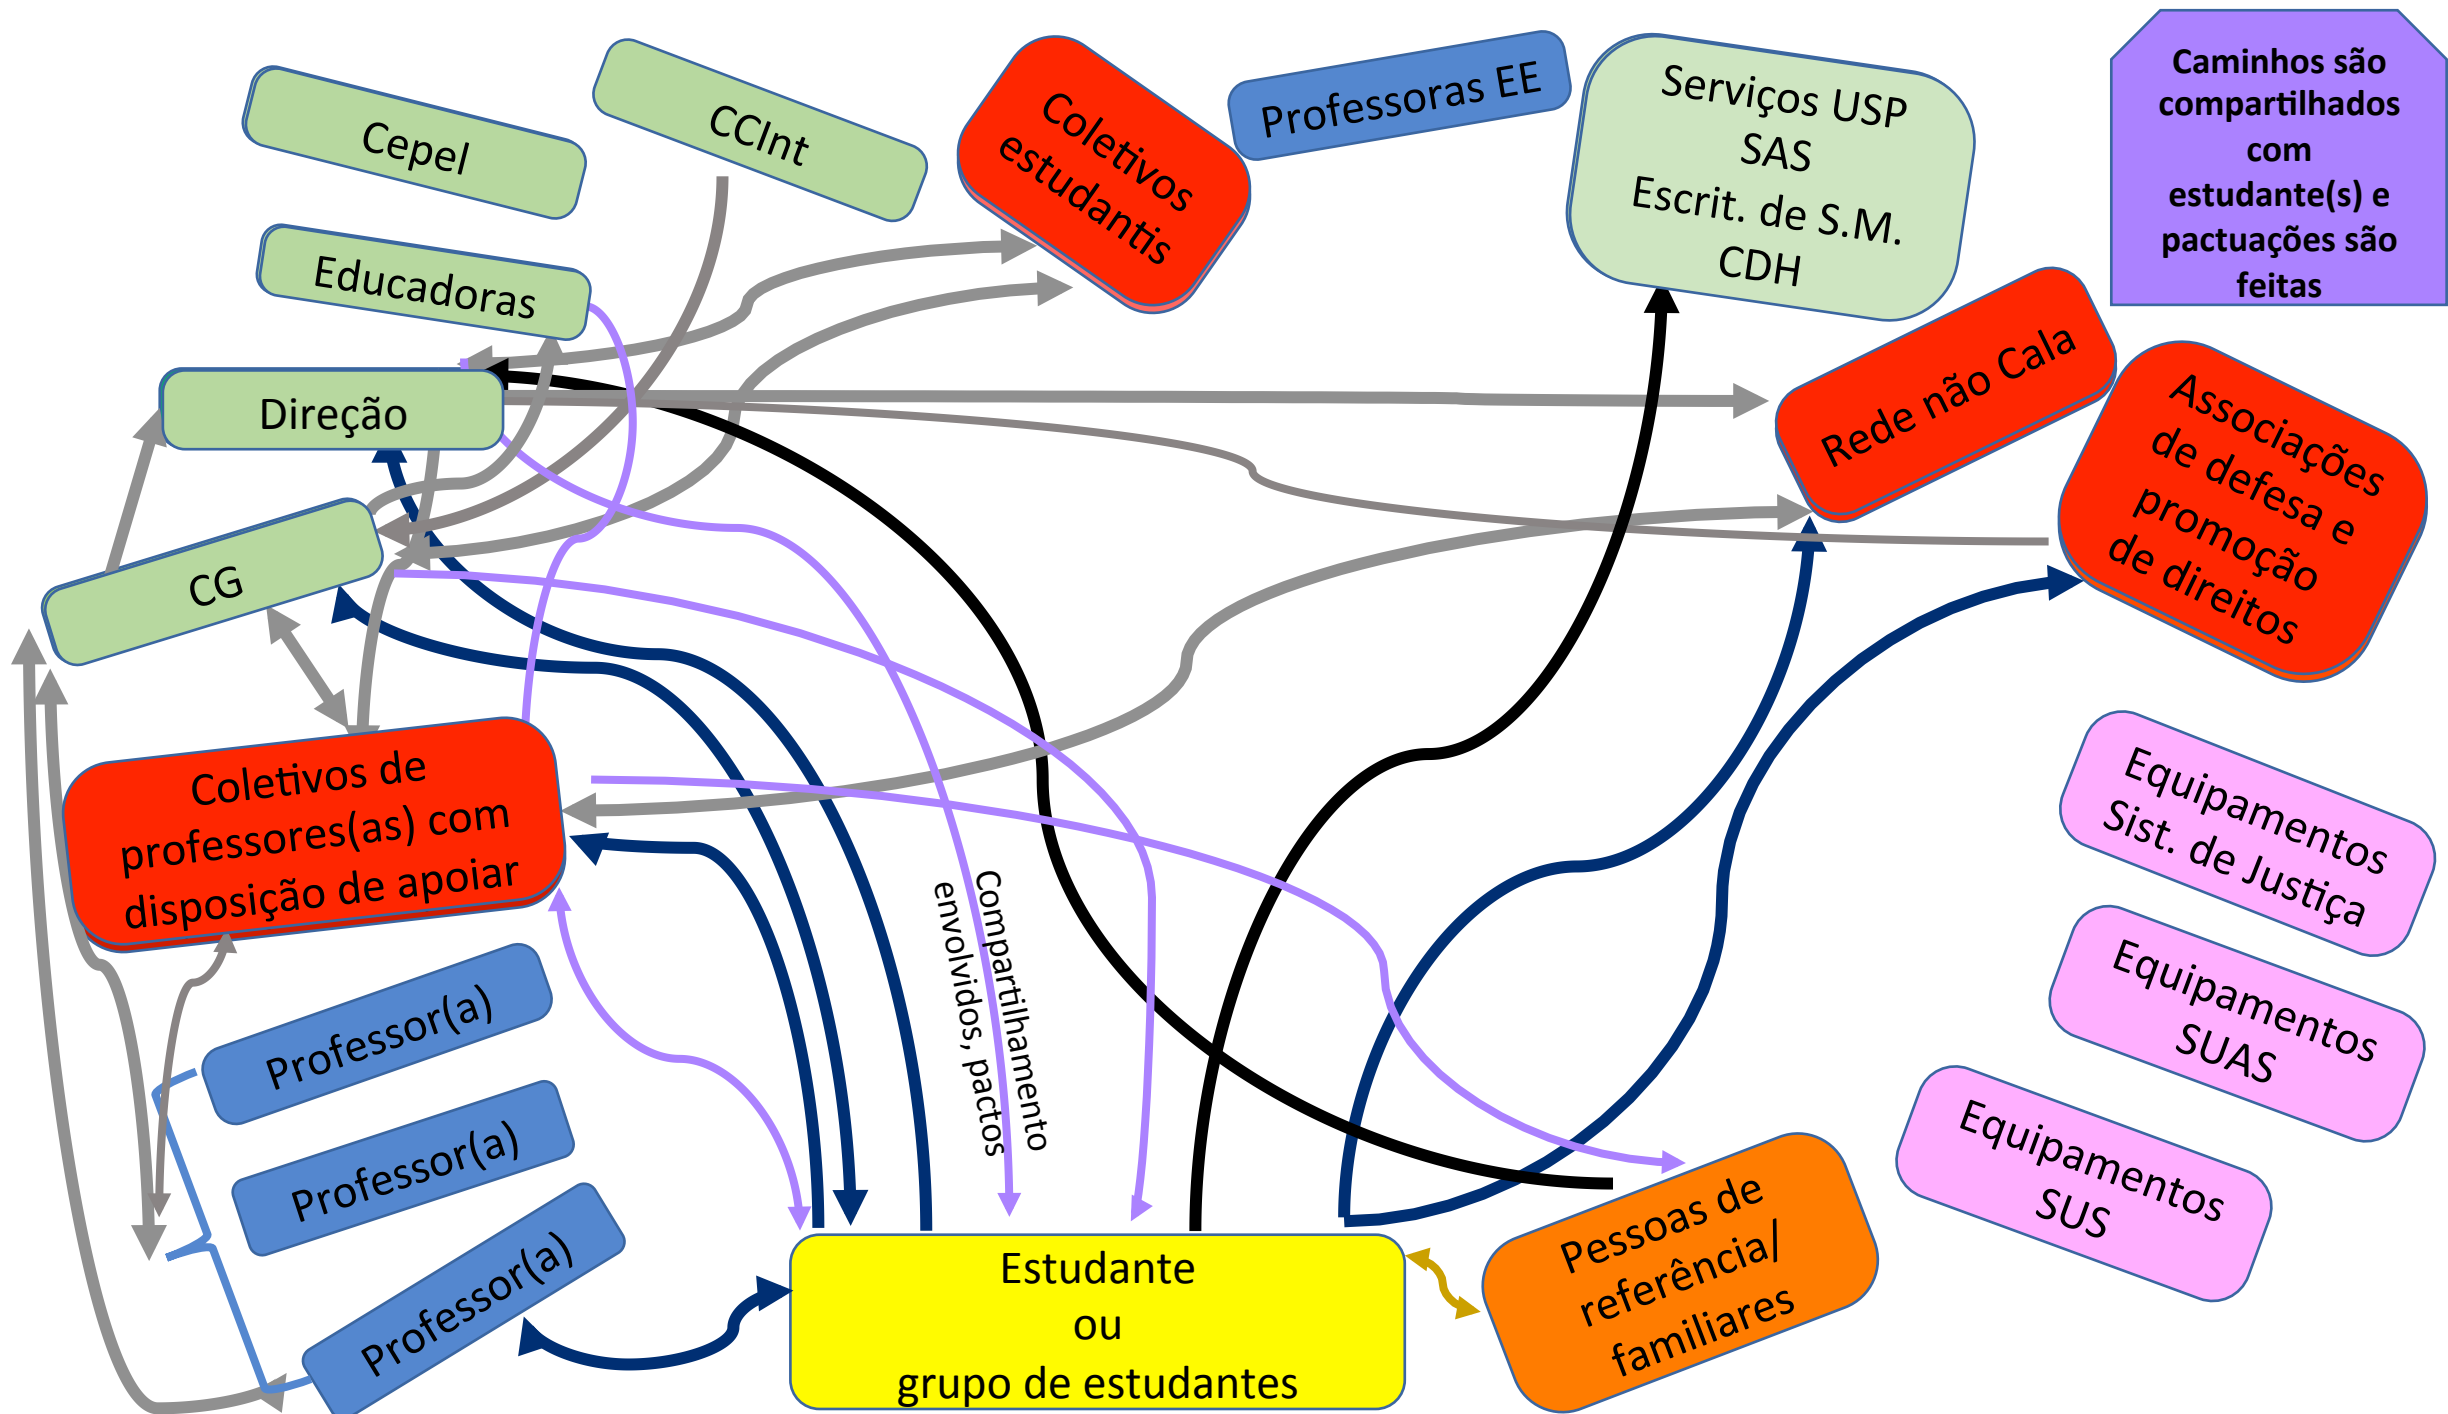 Cepel
CCInt
Coletivos
estudantis
Professoras EE
Serviços USP
SAS
Escrit. de S.M.
CDH
Caminhos são
compartilhados
com
estudante(s) e
pactuações são
feitas
Educadoras
Direção
CG
Rede não Cala
Associações
de defesa e
promoção
de direitos
Coletivos de
professores(as) com
disposição de apoiar
Equipamentos
Sist. de Justiça
Equipamentos
SUAS
Equipamentos
SUS
Compartilhamento
envolvidos, pactos
Professor(a)
Professor(a)
Professor(a)
Estudante
ou
grupo de estudantes
Pessoas de
referência/
familiares